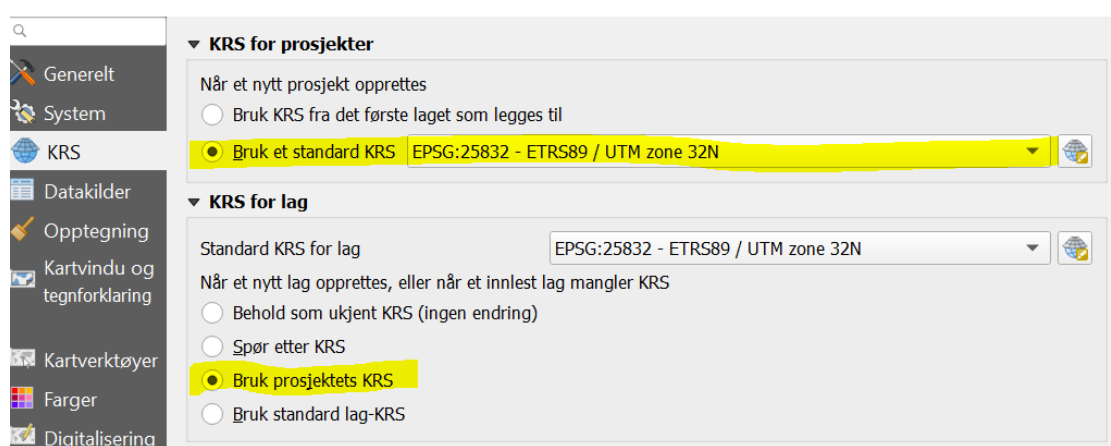 KRS for prosjekter
Generelt
Når et nytt prosjekt opprettes
System
Bruk KRS fra det første laget som legges til
KRS
Bruk et standard KRS EPSG:25832 - ETRS89 / UTM zone 32N
Datakilder
KRS for lag
Opptegning
Standard KRS for lag EPSG:25832 - ETRS89 / UTM zone 32N
Kartvindu og
tegnforklaring
Når et nytt lag opprettes, eller når et innlest lag mangler KRS
Behold som ukjent KRS (ingen endring)
Spør etter KRS
Kartverktøyer
Bruk prosjektets KRS
Farger
Bruk standard lag-KRS
Digitalisering